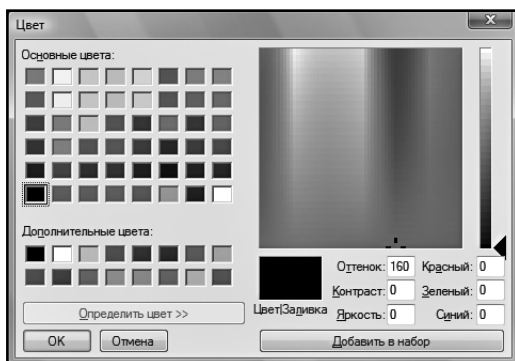 Цвет
Основные цвета:
Дополнительные цвета:
Определить цвет >>
OK
Отмена
Цвет|Заливка
Оттенок: 160
Контраст: 0
Яркость: 0
Красный: 0
Зеленый: 0
Синий: 0
Добавить в набор